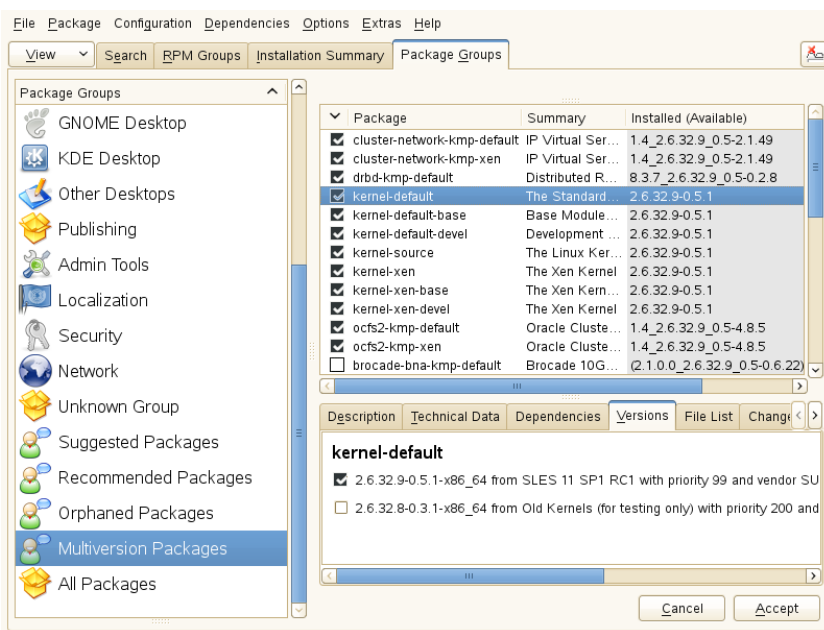 File Package Configuration Dependencies Options Extras Help
View Search RPM Groups Installation Summary Package Groups
Package Groups
GNOME Desktop
KDE Desktop
Other Desktops
Publishing
Admin Tools
Localization
Security
Network
Unknown Group
Suggested Packages
Recommended Packages
Orphaned Packages
Multiversion Packages
All Packages
Package Summary Installed (Available)
cluster-network-kmp-default IP Virtual Ser... 1.4_2.6.32.9_0.5-2.1.49
cluster-network-kmp-xen IP Virtual Ser... 1.4_2.6.32.9_0.5-2.1.49
drbd-kmp-default Distributed R... 8.3.7_2.6.32.9_0.5-0.2.8
kernel-default The Standard... 2.6.32.9-0.5.1
kernel-default-base Base Module... 2.6.32.9-0.5.1
kernel-default-devel Development ... 2.6.32.9-0.5.1
kernel-source The Linux Ker... 2.6.32.9-0.5.1
kernel-xen The Xen Kernel 2.6.32.9-0.5.1
kernel-xen-base The Xen Kern... 2.6.32.9-0.5.1
kernel-xen-devel The Xen Kernel 2.6.32.9-0.5.1
ocfs2-kmp-default Oracle Cluste... 1.4_2.6.32.9_0.5-4.8.5
ocfs2-kmp-xen Oracle Cluste... 1.4_2.6.32.9_0.5-4.8.5
brocade-bna-kmp-default Brocade 10G... (2.1.0.0_2.6.32.9_0.5-0.6.22)
Description Technical Data Dependencies Versions File List Change
kernel-default
2.6.32.9-0.5.1-x86_64 from SLES 11 SP1 RC1 with priority 99 and vendor SU
2.6.32.8-0.3.1-x86_64 from Old Kernels (for testing only) with priority 200 and
Cancel Accept